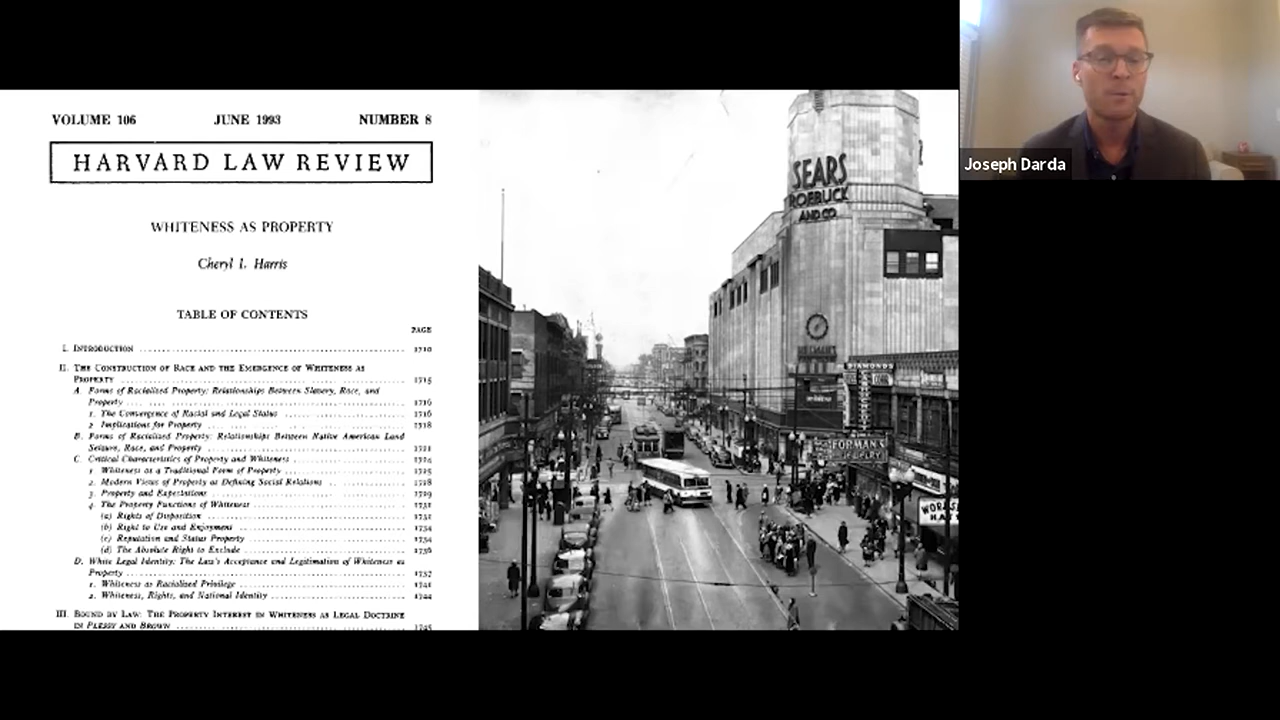 VOLUME 106 JUNE 1993 NUMBER 8
HARVARD LAW REVIEW
WHITENESS AS PROPERTY
Cheryl I. Harris
TABLE OF CONTENTS
PAGE
I. INTRODUCTION 1710
II. THE CONSTRUCTION OF RACE AND THE EMERGENCE OF WHITENESS AS
PROPERTY 1715
A. Forms of Racialized Property: Relationships Between Slavery, Race, and
Property 1716
1. The Convergence of Racial and Legal Status 1716
2. Implications for Property 1718
B. Forms of Racialized Property: Relationships Between Native American Land
Seizure, Race, and Property 1721
C. Critical Characteristics of Property and Whiteness 1724
1. Whiteness as a Traditional Form of Property 1725
2. Modern Views of Property as Defining Social Relations 1728
3. Property and Expectations 1729
4. The Property Functions of Whiteness 1731
(a) Rights of Disposition 1731
(b) Right to Use and Enjoyment 1734
(c) Reputation and Status Property 1734
(d) The Absolute Right to Exclude 1736
D. White Legal Identity: The Law's Acceptance and Legitimation of Whiteness as
Property 1737
1. Whiteness as Racialized Privilege 1741
2. Whiteness, Rights, and National Identity 1744
III. BOUND BY LAW: THE PROPERTY INTEREST IN WHITENESS AS LEGAL DOCTRINE
IN PLESSY AND BROWN 1745
SEARS
ROEBUCK
AND CO.
DIAMONDS
FORMAN'S
JEWELRY
Joseph Darda